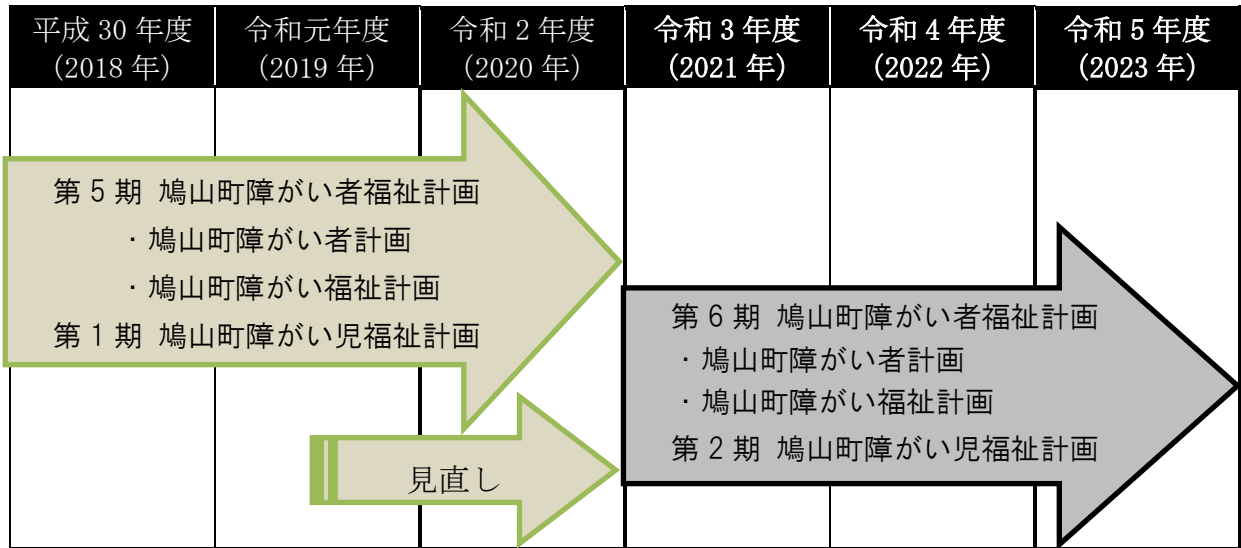 平成 30 年度
(2018 年)
令和元年度
(2019 年)
令和 2 年度
(2020 年)
令和 3 年度
(2021 年)
令和 4 年度
(2022 年)
令和 5 年度
(2023 年)
第 5 期 鳩山町障がい者福祉計画
・鳩山町障がい者計画
・鳩山町障がい福祉計画
第 1 期 鳩山町障がい児福祉計画
見直し
第 6 期 鳩山町障がい者福祉計画
・鳩山町障がい者計画
・鳩山町障がい福祉計画
第 2 期 鳩山町障がい児福祉計画